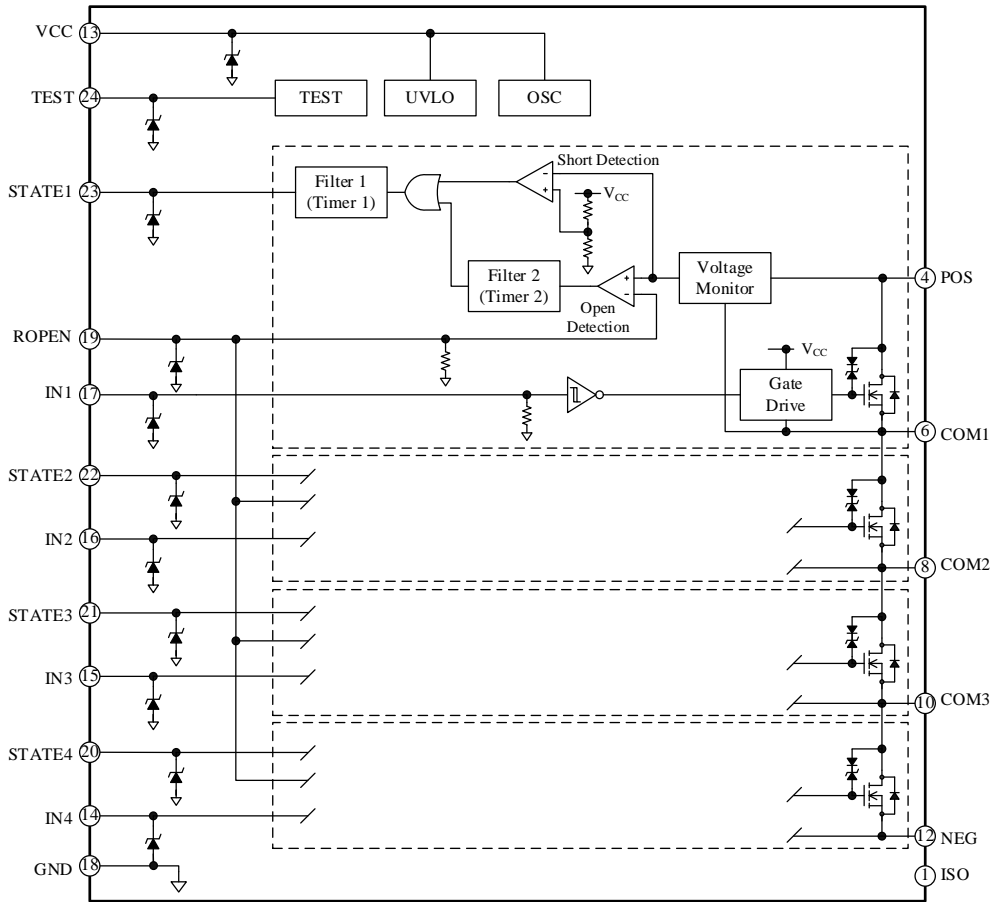 VCC 13
TEST 24
TEST
UVLO
OSC
STATE1 23
Filter 1
(Timer 1)
Short Detection
-
+
VCC
Filter 2
(Timer 2)
+
-
Open
Detection
Voltage
Monitor
4 POS
ROPEN 19
IN1 17
VCC
Gate
Drive
6 COM1
STATE2 22
IN2 16
8 COM2
STATE3 21
IN3 15
10 COM3
STATE4 20
IN4 14
12 NEG
GND 18
1 ISO